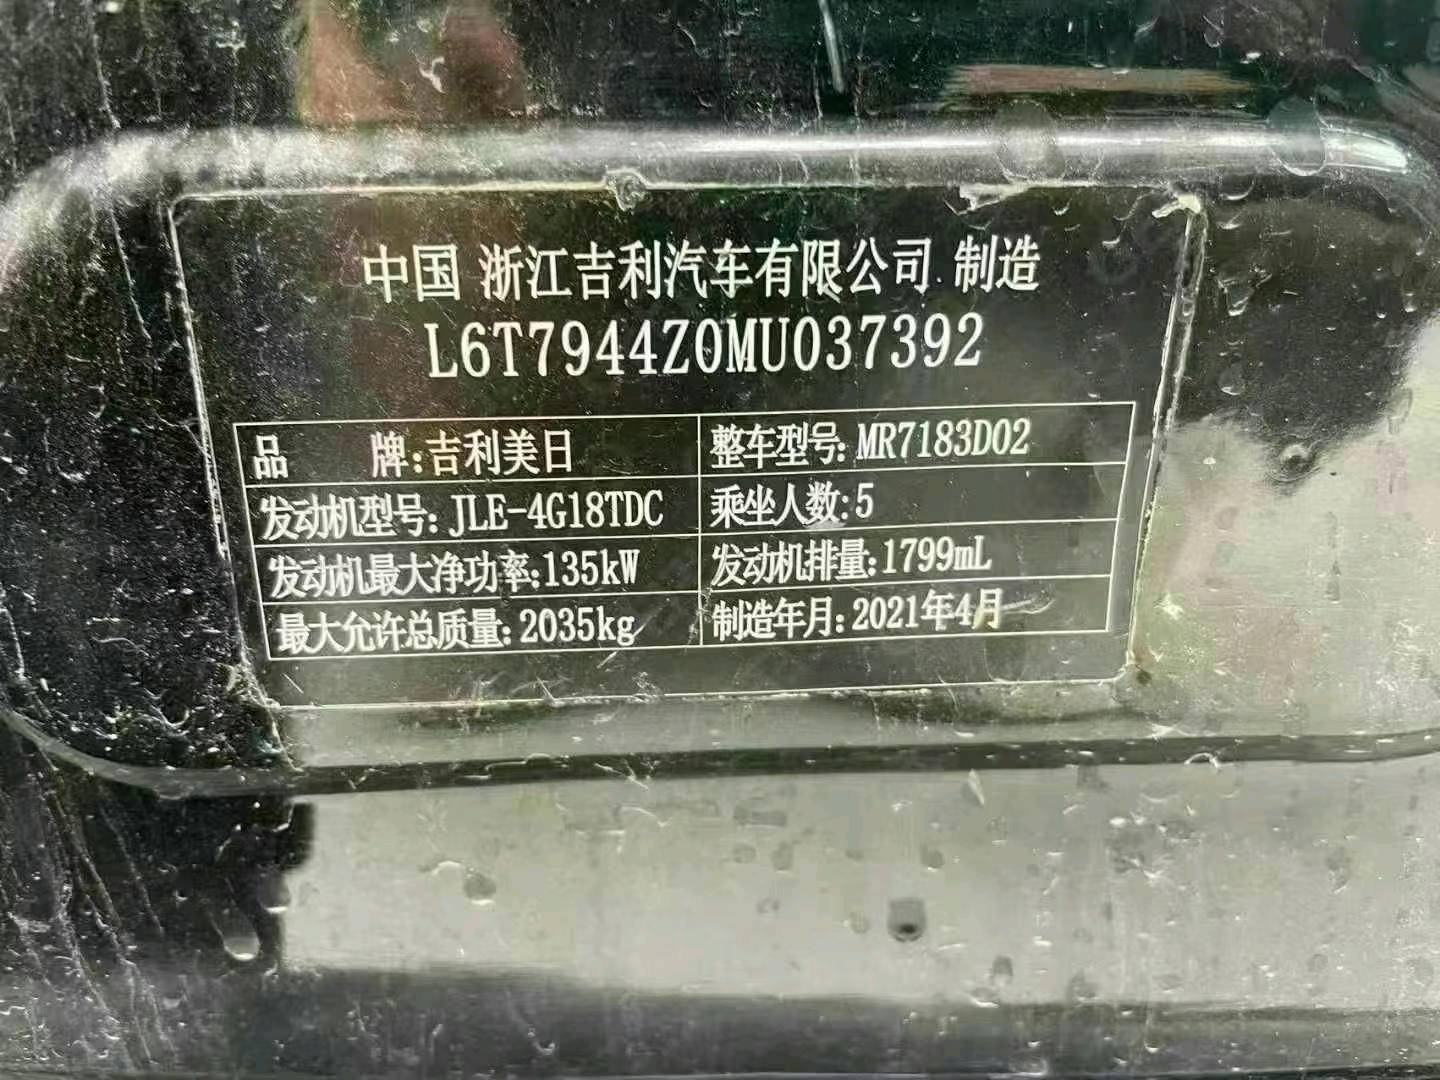 中国 浙江吉利汽车有限公司 制造
L6T7944Z0MU037392
品 牌:吉利美日 整车型号:MR7183D02
发动机型号:JLE-4G18TDC 乘坐人数:5
发动机最大净功率:135kW 发动机排量:1799mL
最大允许总质量:2035kg 制造年月:2021年4月